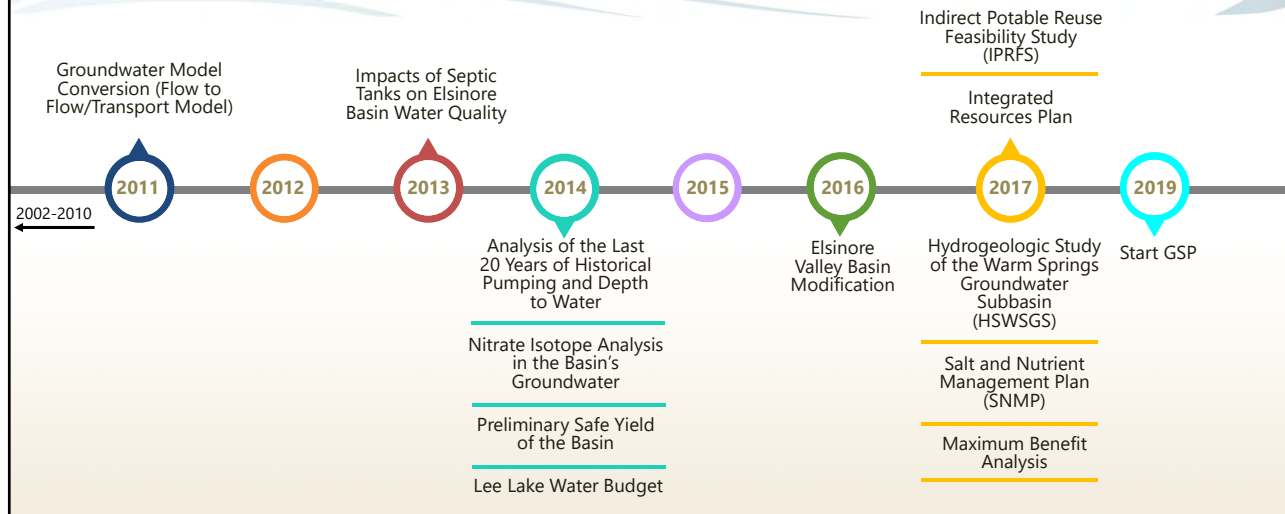 Indirect Potable Reuse
Feasibility Study
(IPRFS)
Groundwater Model
Conversion (Flow to
Flow/Transport Model)
Impacts of Septic
Tanks on Elsinore
Basin Water Quality
Integrated
Resources Plan
2011
2012
2013
2014
2015
2016
2017
2019
2002-2010
Analysis of the Last
20 Years of Historical
Pumping and Depth
to Water
Nitrate Isotope Analysis
in the Basin's
Groundwater
Preliminary Safe Yield
of the Basin
Lee Lake Water Budget
Elsinore
Valley Basin
Modification
Hydrogeologic Study
of the Warm Springs
Groundwater
Subbasin
(HSWSGS)
Salt and Nutrient
Management Plan
(SNMP)
Maximum Benefit
Analysis
Start GSP